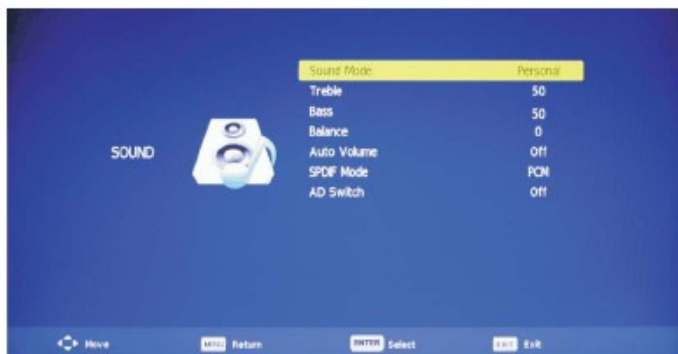 Sound Mode Personal
Treble 50
Bass 50
Balance 0
SOUND
Auto Volume Off
SPDIF Mode PCM
AD Switch Off
Move MENU Return ENTER Select EXIT Exit